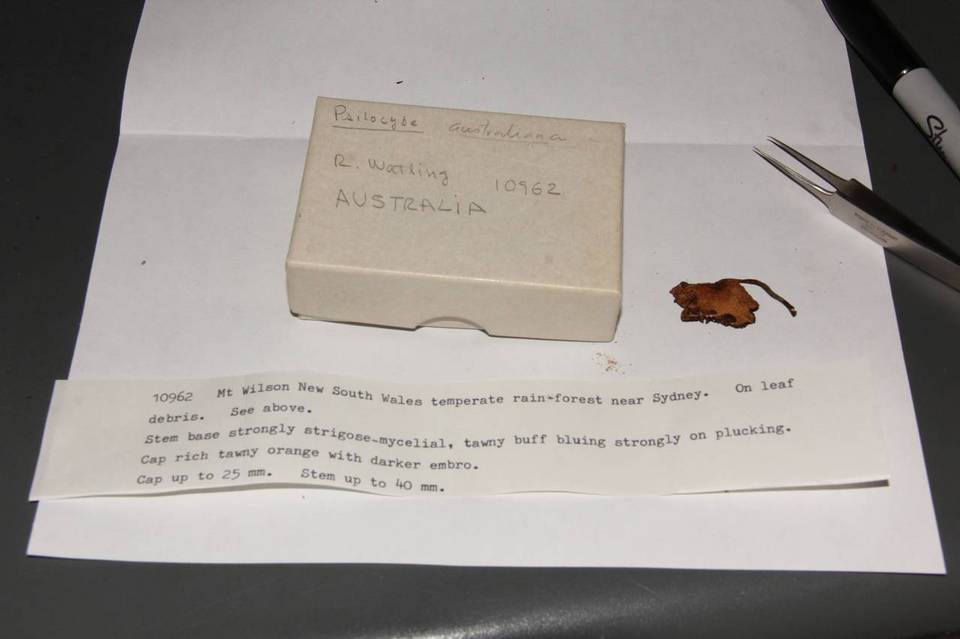 Psilocybe australiana
R. Watling 10962
AUSTRALIA
10962 Mt Wilson New South Wales temperate rain-forest near Sydney. On leaf
debris. See above.
Stem base strongly strigose-mycelial, tawny buff bluing strongly on plucking.
Cap rich tawny orange with darker embro.
Cap up to 25 mm. Stem up to 40 mm.